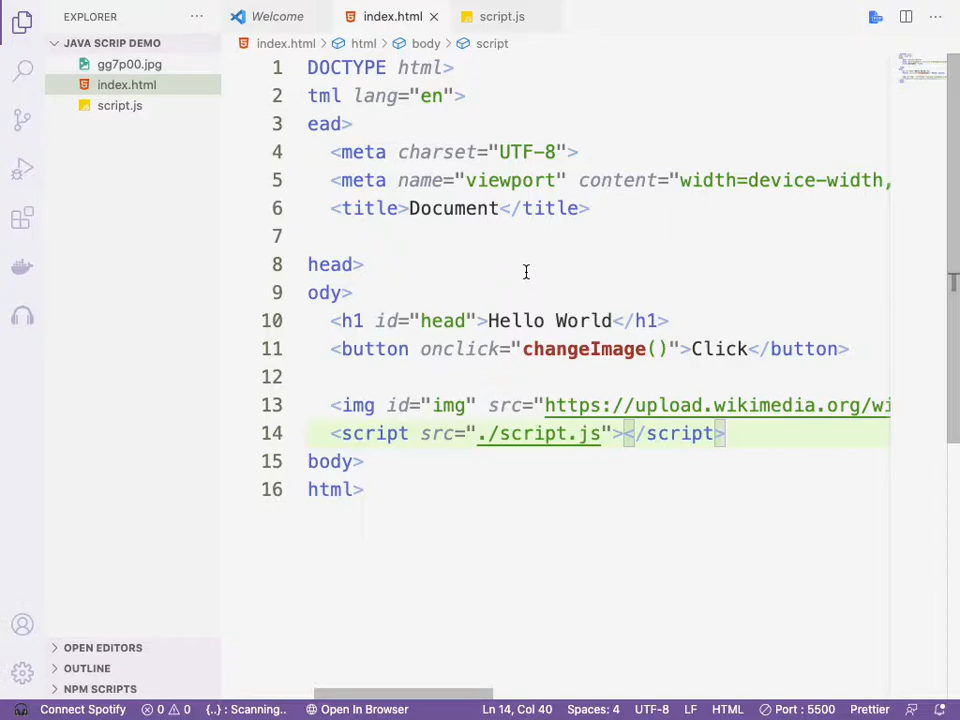 EXPLORER ···
Welcome
index.html
script.js
JAVA SCRIP DEMO
gg7p00.jpg
index.html
script.js
index.html > html > body > script
1 DOCTYPE html>
2 tml lang="en">
3 ead>
4 <meta charset="UTF-8">
5 <meta name="viewport" content="width=device-width,
6 <title>Document</title>
7
8 head>
9 ody>
10 <h1 id="head">Hello World</h1>
11 <button onclick="changeImage()">Click</button>
12
13 <img id="img" src="https://upload.wikimedia.org/wi
14 <script src="./script.js"></script>
15 body>
16 html>
OPEN EDITORS
OUTLINE
NPM SCRIPTS
Connect Spotify 0 0 {..} : Scanning.. Open In Browser Ln 14, Col 40 Spaces: 4 UTF-8 LF HTML Port : 5500 Prettier